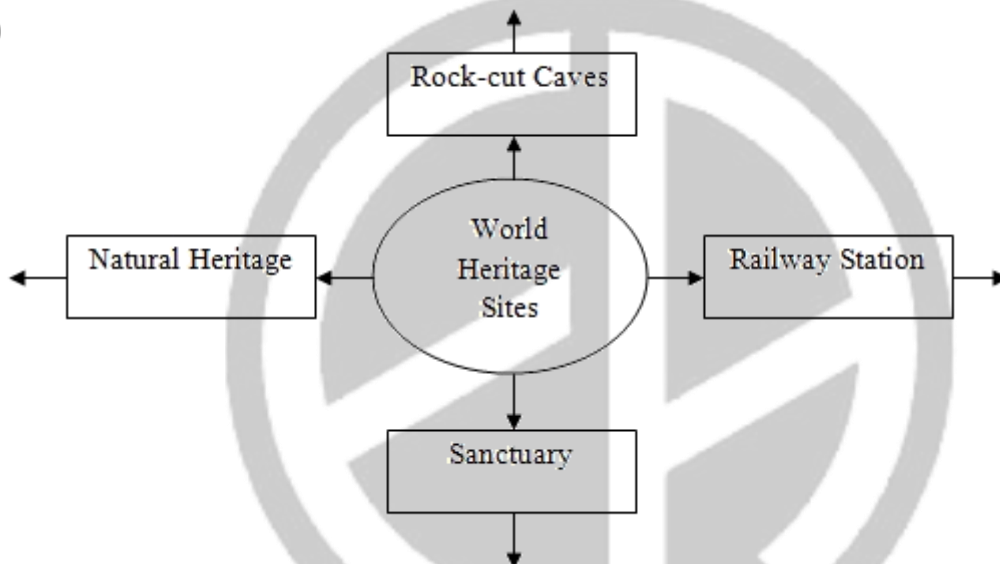 Rock-cut Caves
World
Heritage
Sites
Natural Heritage
Railway Station
Sanctuary